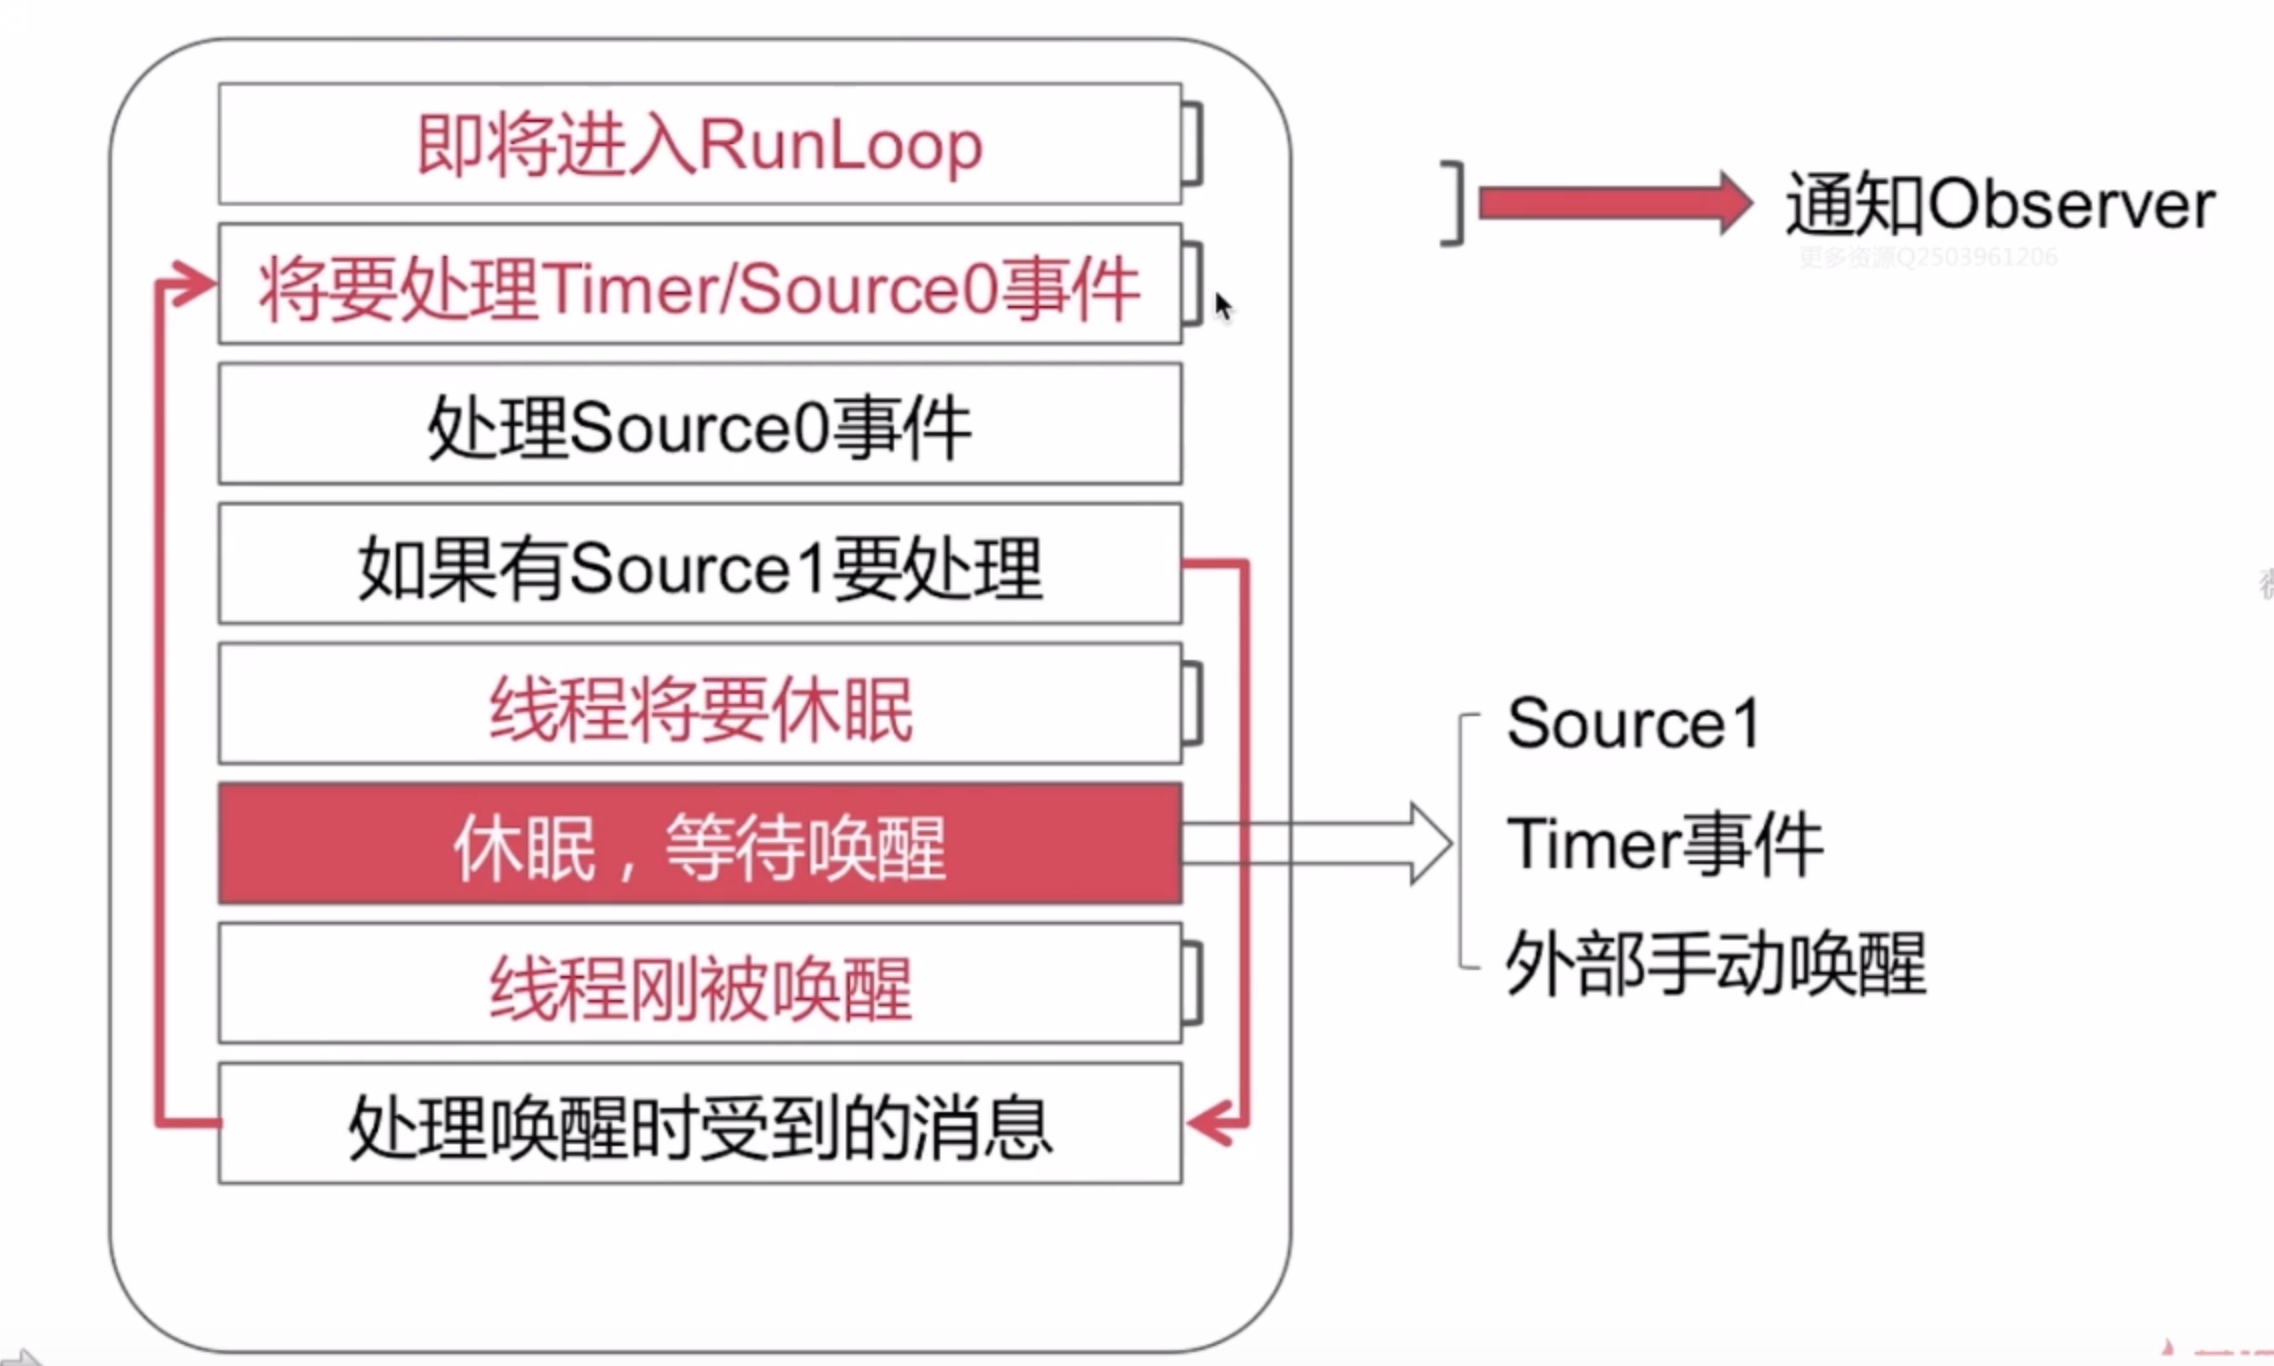 即将进入RunLoop
将要处理Timer/Source0事件
处理Source0事件
如果有Source1要处理
线程将要休眠
休眠，等待唤醒
线程刚被唤醒
处理唤醒时受到的消息
通知Observer
更多资源Q2503961206
Source1
Timer事件
外部手动唤醒